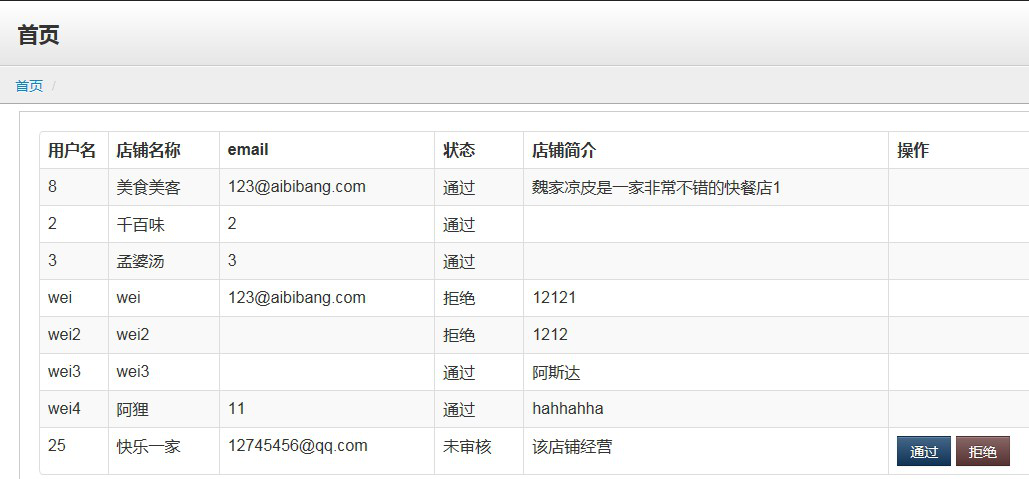 首页
首页 /
用户名 店铺名称 email 状态 店铺简介 操作
8 美食美客 123@aibibang.com 通过 魏家凉皮是一家非常不错的快餐店1
2 千百味 2 通过
3 孟婆汤 3 通过
wei wei 123@aibibang.com 拒绝 12121
wei2 wei2 拒绝 1212
wei3 wei3 通过 阿斯达
wei4 阿狸 11 通过 hahhahha
25 快乐一家 12745456@qq.com 未审核 该店铺经营 通过 拒绝